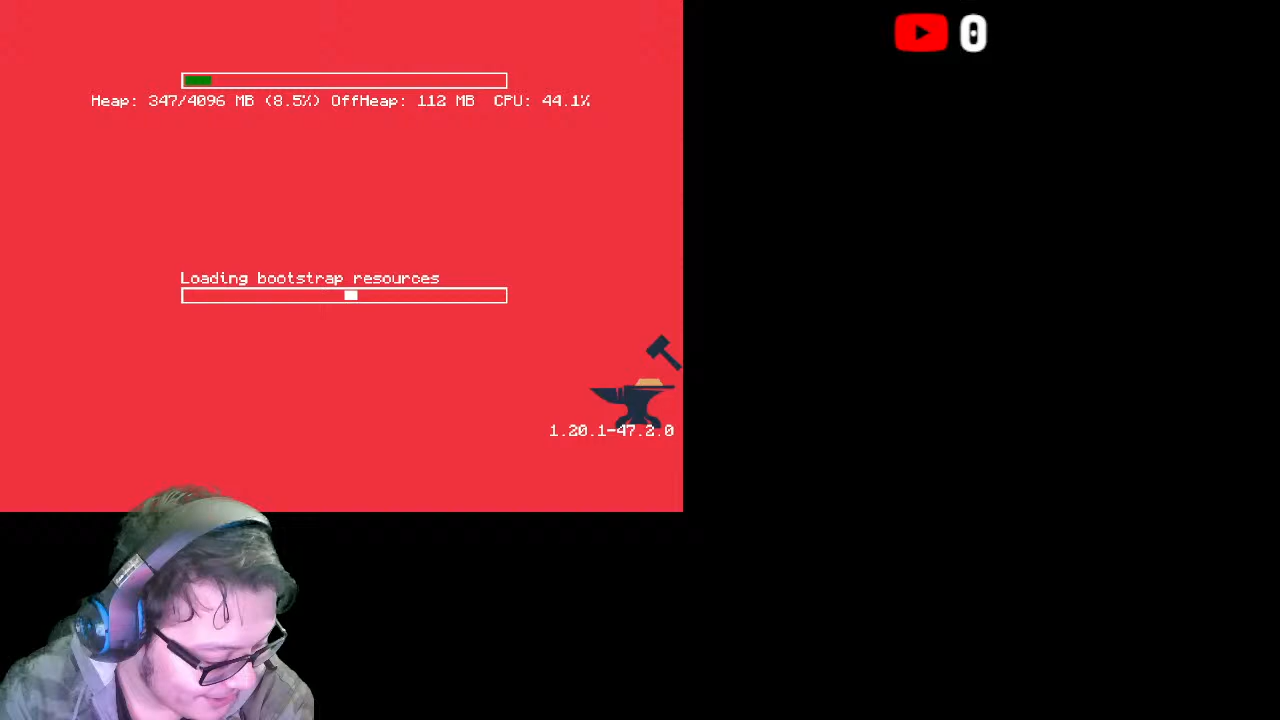 0
Heap: 347/4096 MB (8.5%) OffHeap: 112 MB CPU: 44.1%
Loading bootstrap resources
1.20.1-47.2.0